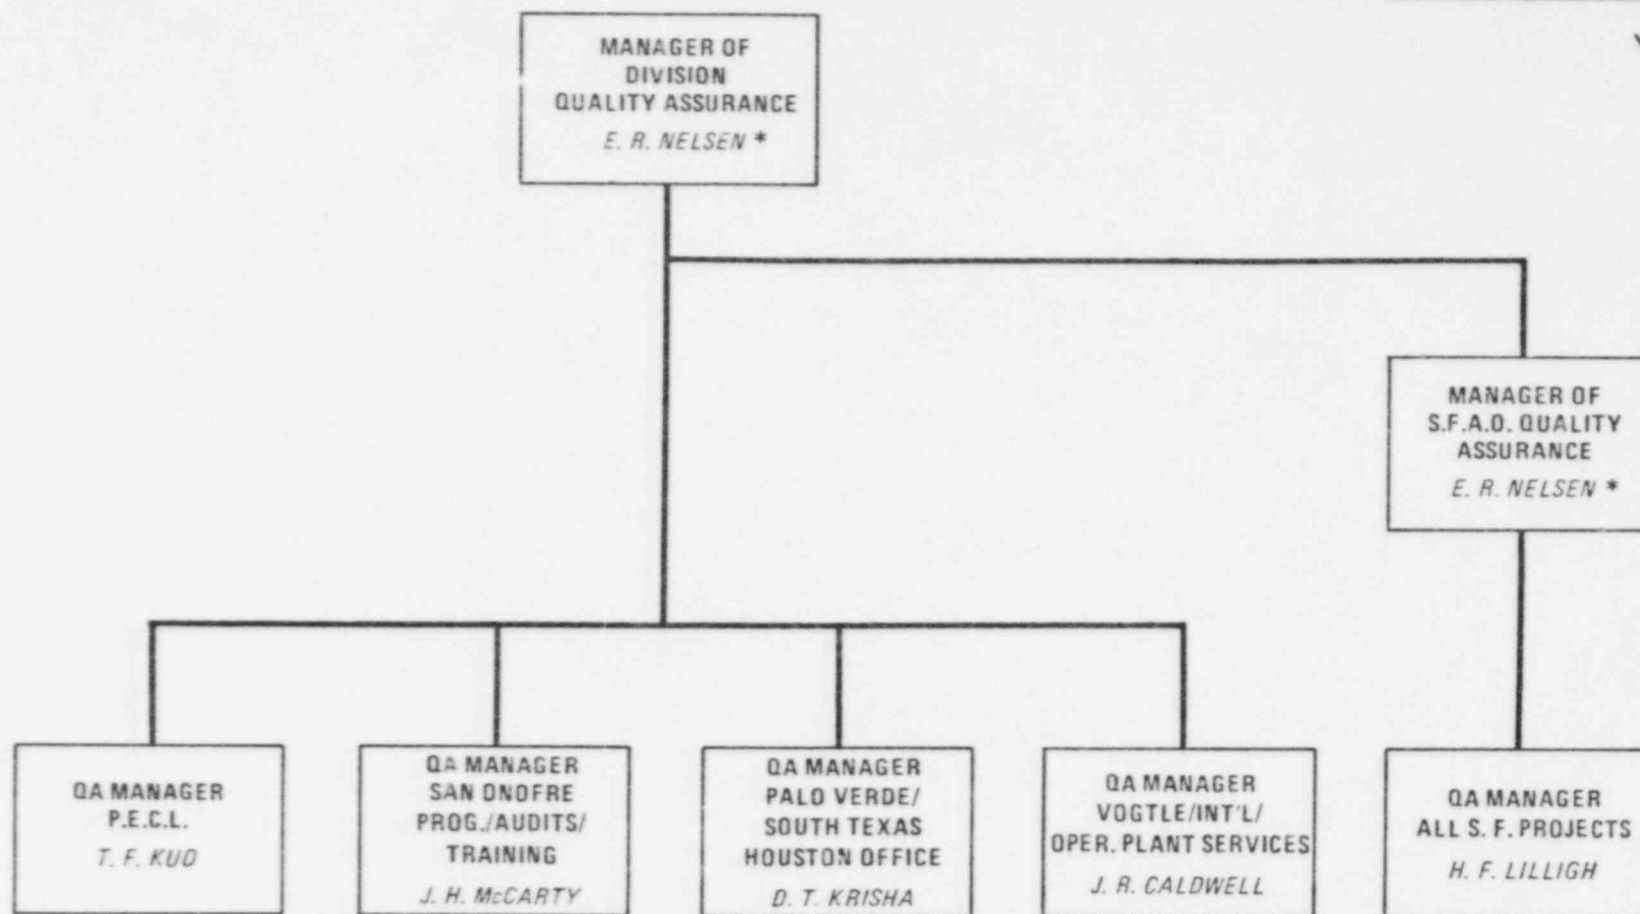 MANAGER OF
DIVISION
QUALITY ASSURANCE
E. R. NELSEN *
MANAGER OF
S.F.A.O. QUALITY
ASSURANCE
E. R. NELSEN *
QA MANAGER
P.E.C.L.
T. F. KUO
QA MANAGER
SAN ONOFRE
PROG./AUDITS/
TRAINING
J. H. McCARTY
QA MANAGER
PALO VERDE/
SOUTH TEXAS
HOUSTON OFFICE
D. T. KRISHA
QA MANAGER
VOGTLE/INT'L/
OPER. PLANT SERVICES
J. R. CALDWELL
QA MANAGER
ALL S. F. PROJECTS
H. F. LILLIGH